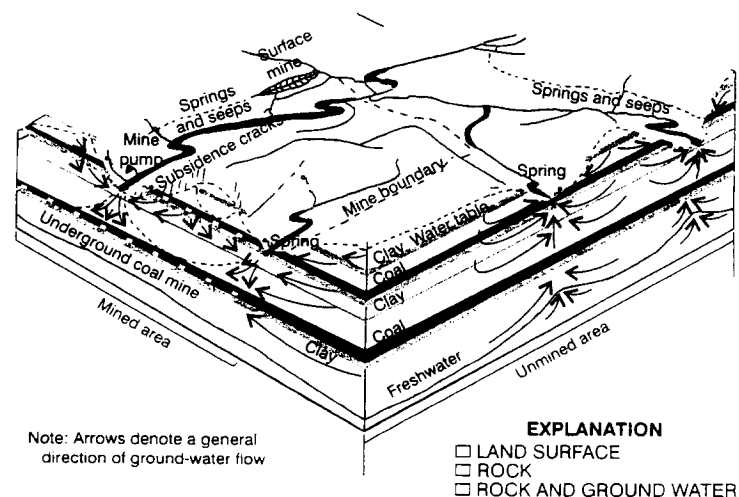 Surface
mine
Springs
and seeps
Springs and seeps
Mine
pump
Subsidence cracks
Spring
Mine boundary
Spring
Water table
Clay
Coal
Clay
Coal
Underground coal mine
Clay
Mined area
Freshwater
Unmined area
Note: Arrows denote a general
direction of ground-water flow
EXPLANATION
LAND SURFACE
ROCK
ROCK AND GROUND WATER